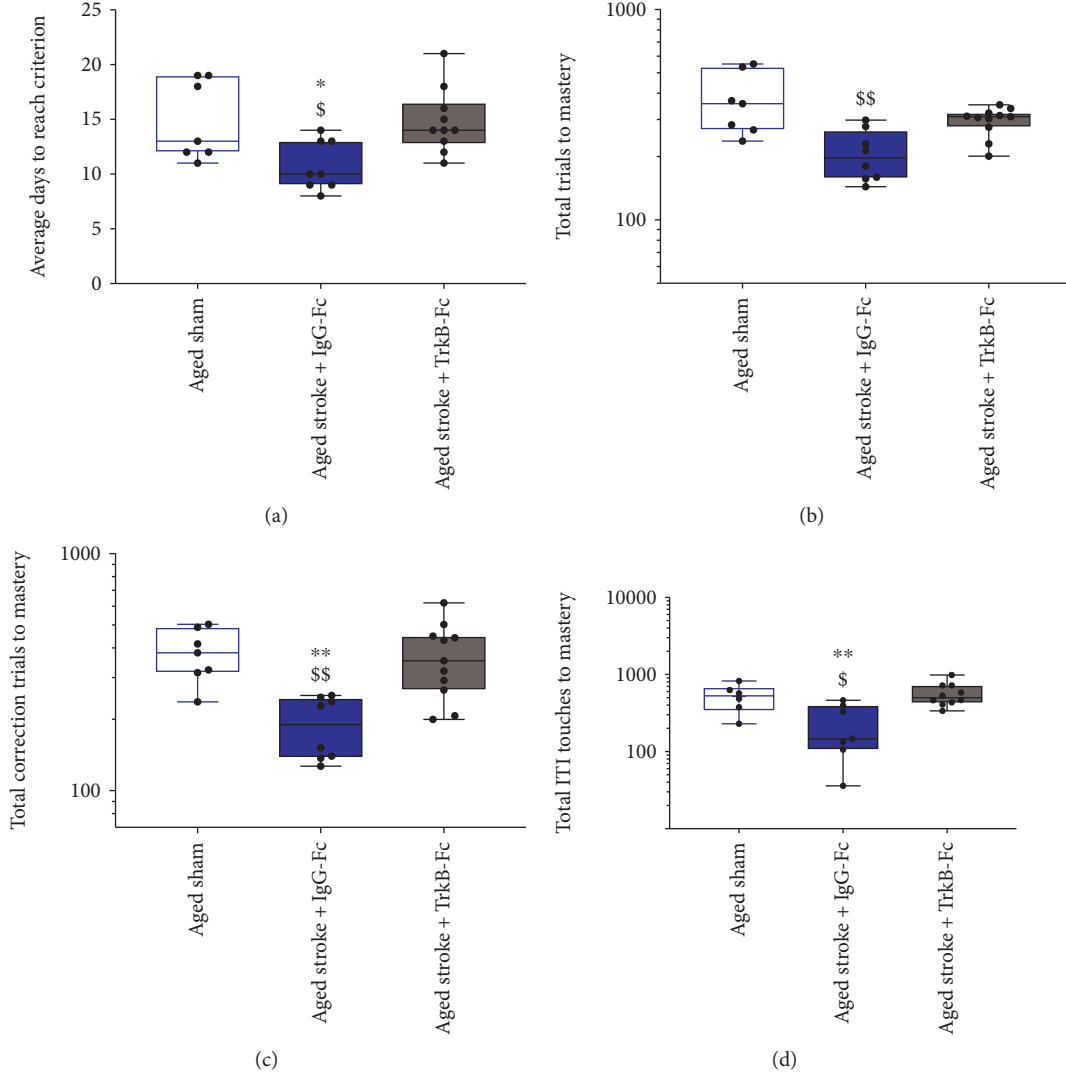 25
20
15
10
5
0
Average days to reach criterion
*
$
Aged sham
Aged stroke + IgG-Fc
Aged stroke + TrkB-Fc
(a)
1000
100
Total trials to mastery
$$
Aged sham
Aged stroke + IgG-Fc
Aged stroke + TrkB-Fc
(b)
1000
100
Total correction trials to mastery
**
$$
Aged sham
Aged stroke + IgG-Fc
Aged stroke + TrkB-Fc
(c)
10000
1000
100
Total ITI touches to mastery
**
$
Aged sham
Aged stroke + IgG-Fc
Aged stroke + TrkB-Fc
(d)